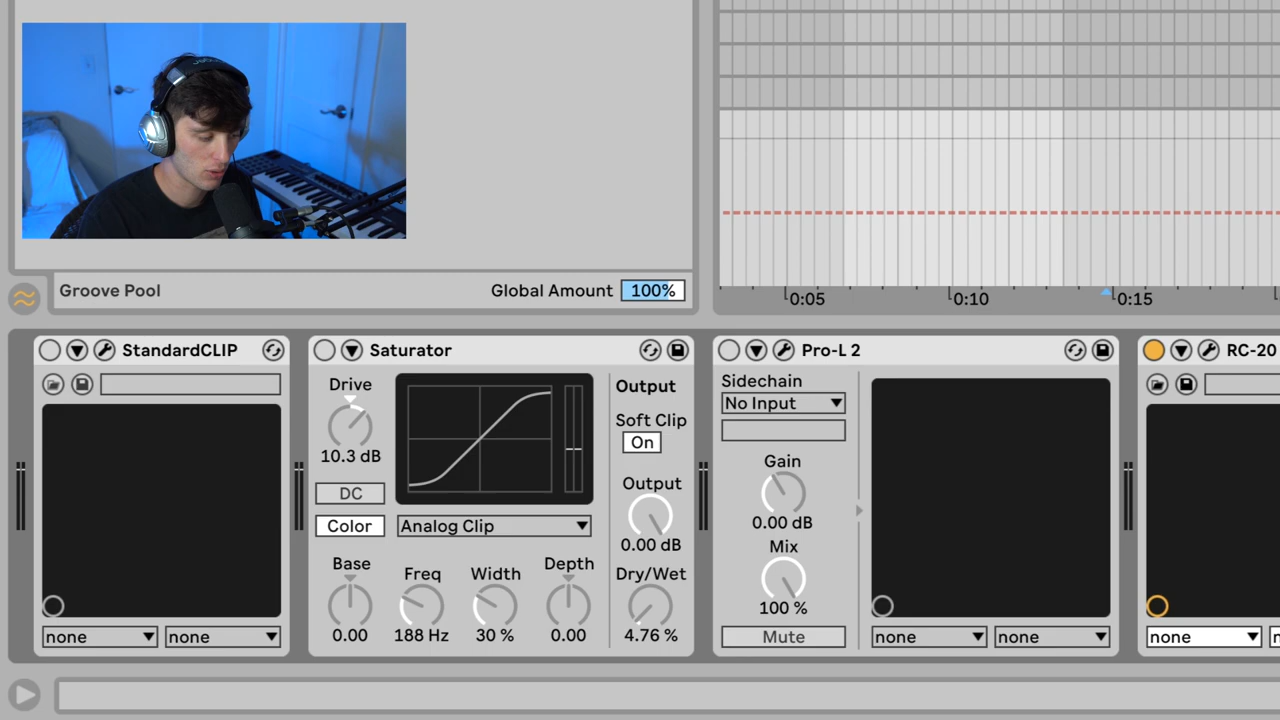 Groove Pool
Global Amount 100%
0:05
0:10
0:15
StandardCLIP
none
none
Saturator
Drive
10.3 dB
DC
Color
Analog Clip
Base
0.00
Freq
188 Hz
Width
30 %
Depth
0.00
Output
Soft Clip
On
Output
0.00 dB
Dry/Wet
4.76 %
Pro-L 2
Sidechain
No Input
Gain
0.00 dB
Mix
100 %
Mute
none
none
RC-20
none